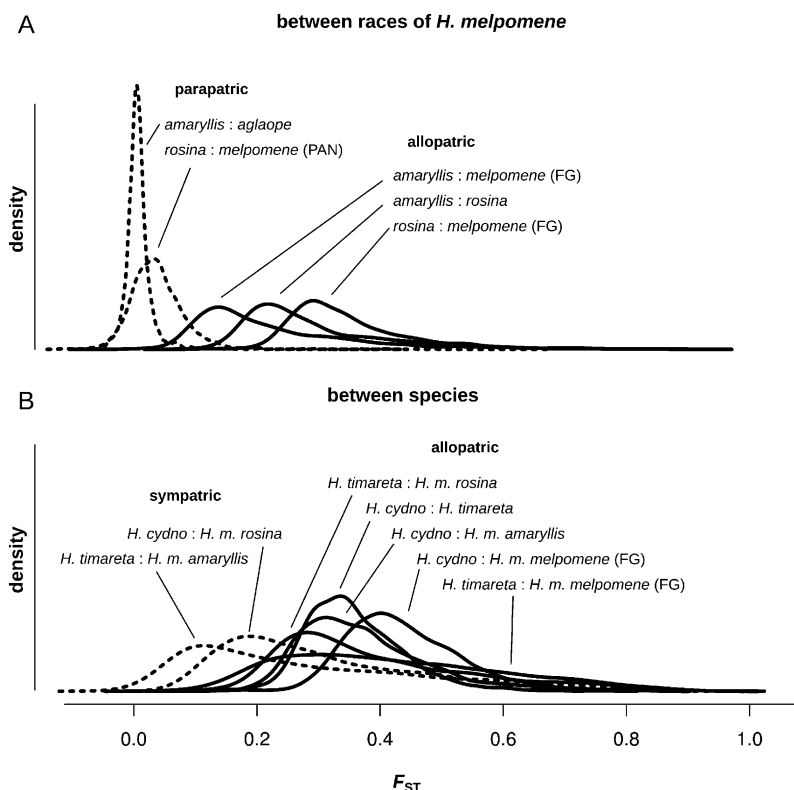 A
between races of H. melpomene
parapatric
amaryllis : aglaope
rosina : melpomene (PAN)
allopatric
amaryllis : melpomene (FG)
amaryllis : rosina
rosina : melpomene (FG)
density
B
between species
allopatric
H. timareta : H. m. rosina
sympatric
H. cydno : H. timareta
H. cydno : H. m. rosina
H. cydno : H. m. amaryllis
H. timareta : H. m. amaryllis
H. cydno : H. m. melpomene (FG)
H. timareta : H. m. melpomene (FG)
density
0.0 0.2 0.4 0.6 0.8 1.0
FST